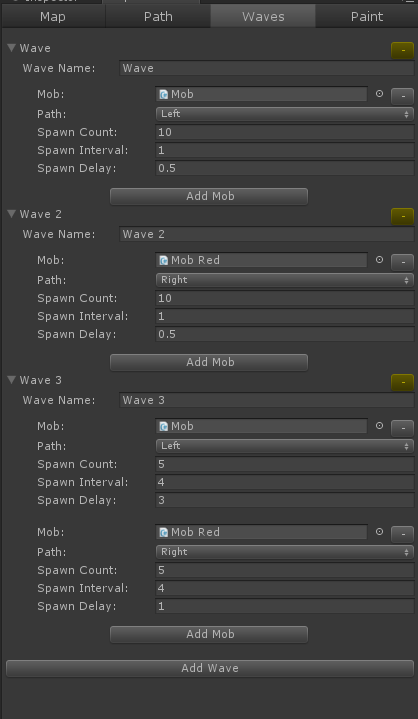 Map Path Waves Paint
Wave -
Wave Name: Wave
Mob: Mob -
Path: Left
Spawn Count: 10
Spawn Interval: 1
Spawn Delay: 0.5
Add Mob
Wave 2 -
Wave Name: Wave 2
Mob: Mob Red -
Path: Right
Spawn Count: 10
Spawn Interval: 1
Spawn Delay: 0.5
Add Mob
Wave 3 -
Wave Name: Wave 3
Mob: Mob -
Path: Left
Spawn Count: 5
Spawn Interval: 4
Spawn Delay: 3
Mob: Mob Red -
Path: Right
Spawn Count: 5
Spawn Interval: 4
Spawn Delay: 1
Add Mob
Add Wave